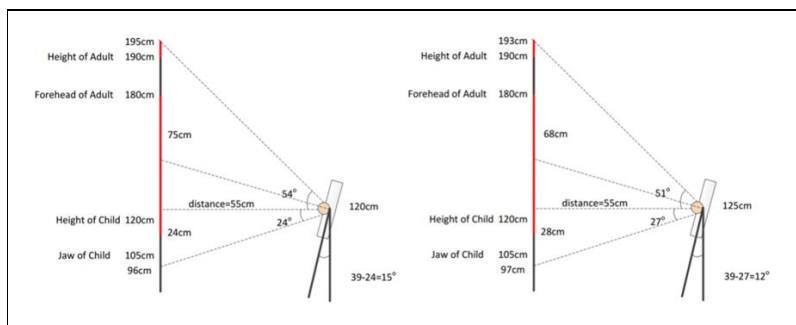 195cm
Height of Adult 190cm
Forehead of Adult 180cm
75cm
54°
distance=55cm
120cm
Height of Child 120cm
24°
24cm
Jaw of Child 105cm
96cm
39-24=15°
193cm
Height of Adult 190cm
Forehead of Adult 180cm
68cm
51°
distance=55cm
125cm
Height of Child 120cm
27°
28cm
Jaw of Child 105cm
97cm
39-27=12°